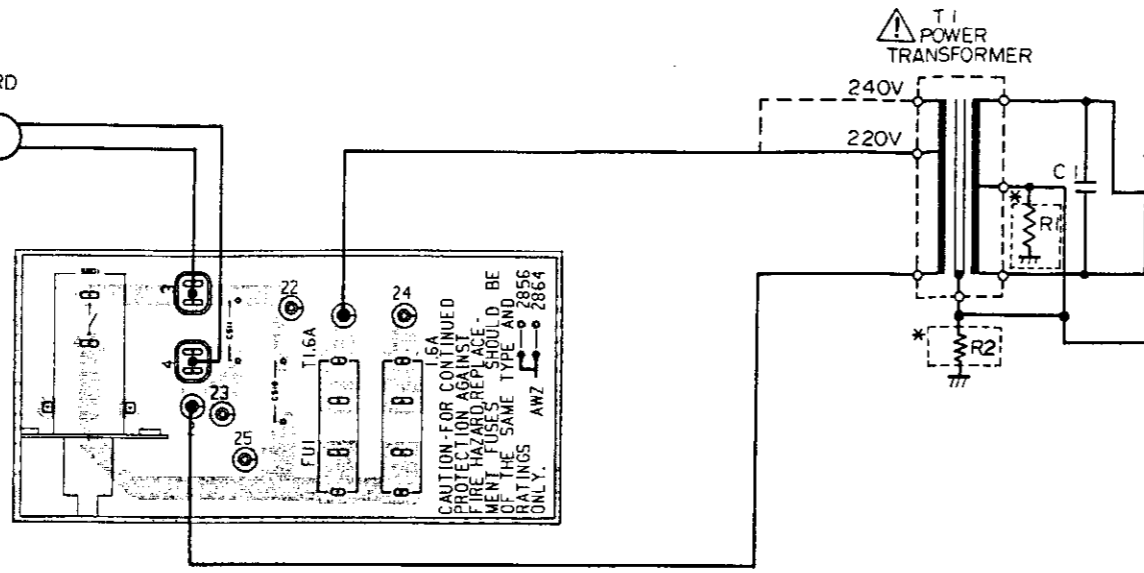 T1
POWER
TRANSFORMER
RD
240V
220V
C
*
R
*
R2
3
4
22
23
24
25
T1.6A
1.6A
FU1
CAUTION-FOR CONTINUED
PROTECTION AGAINST
FIRE HAZARD, REPLACE-
MENT FUSES SHOULD BE
OF THE SAME TYPE AND
RATINGS
ONLY.
AWZ
2856
2864